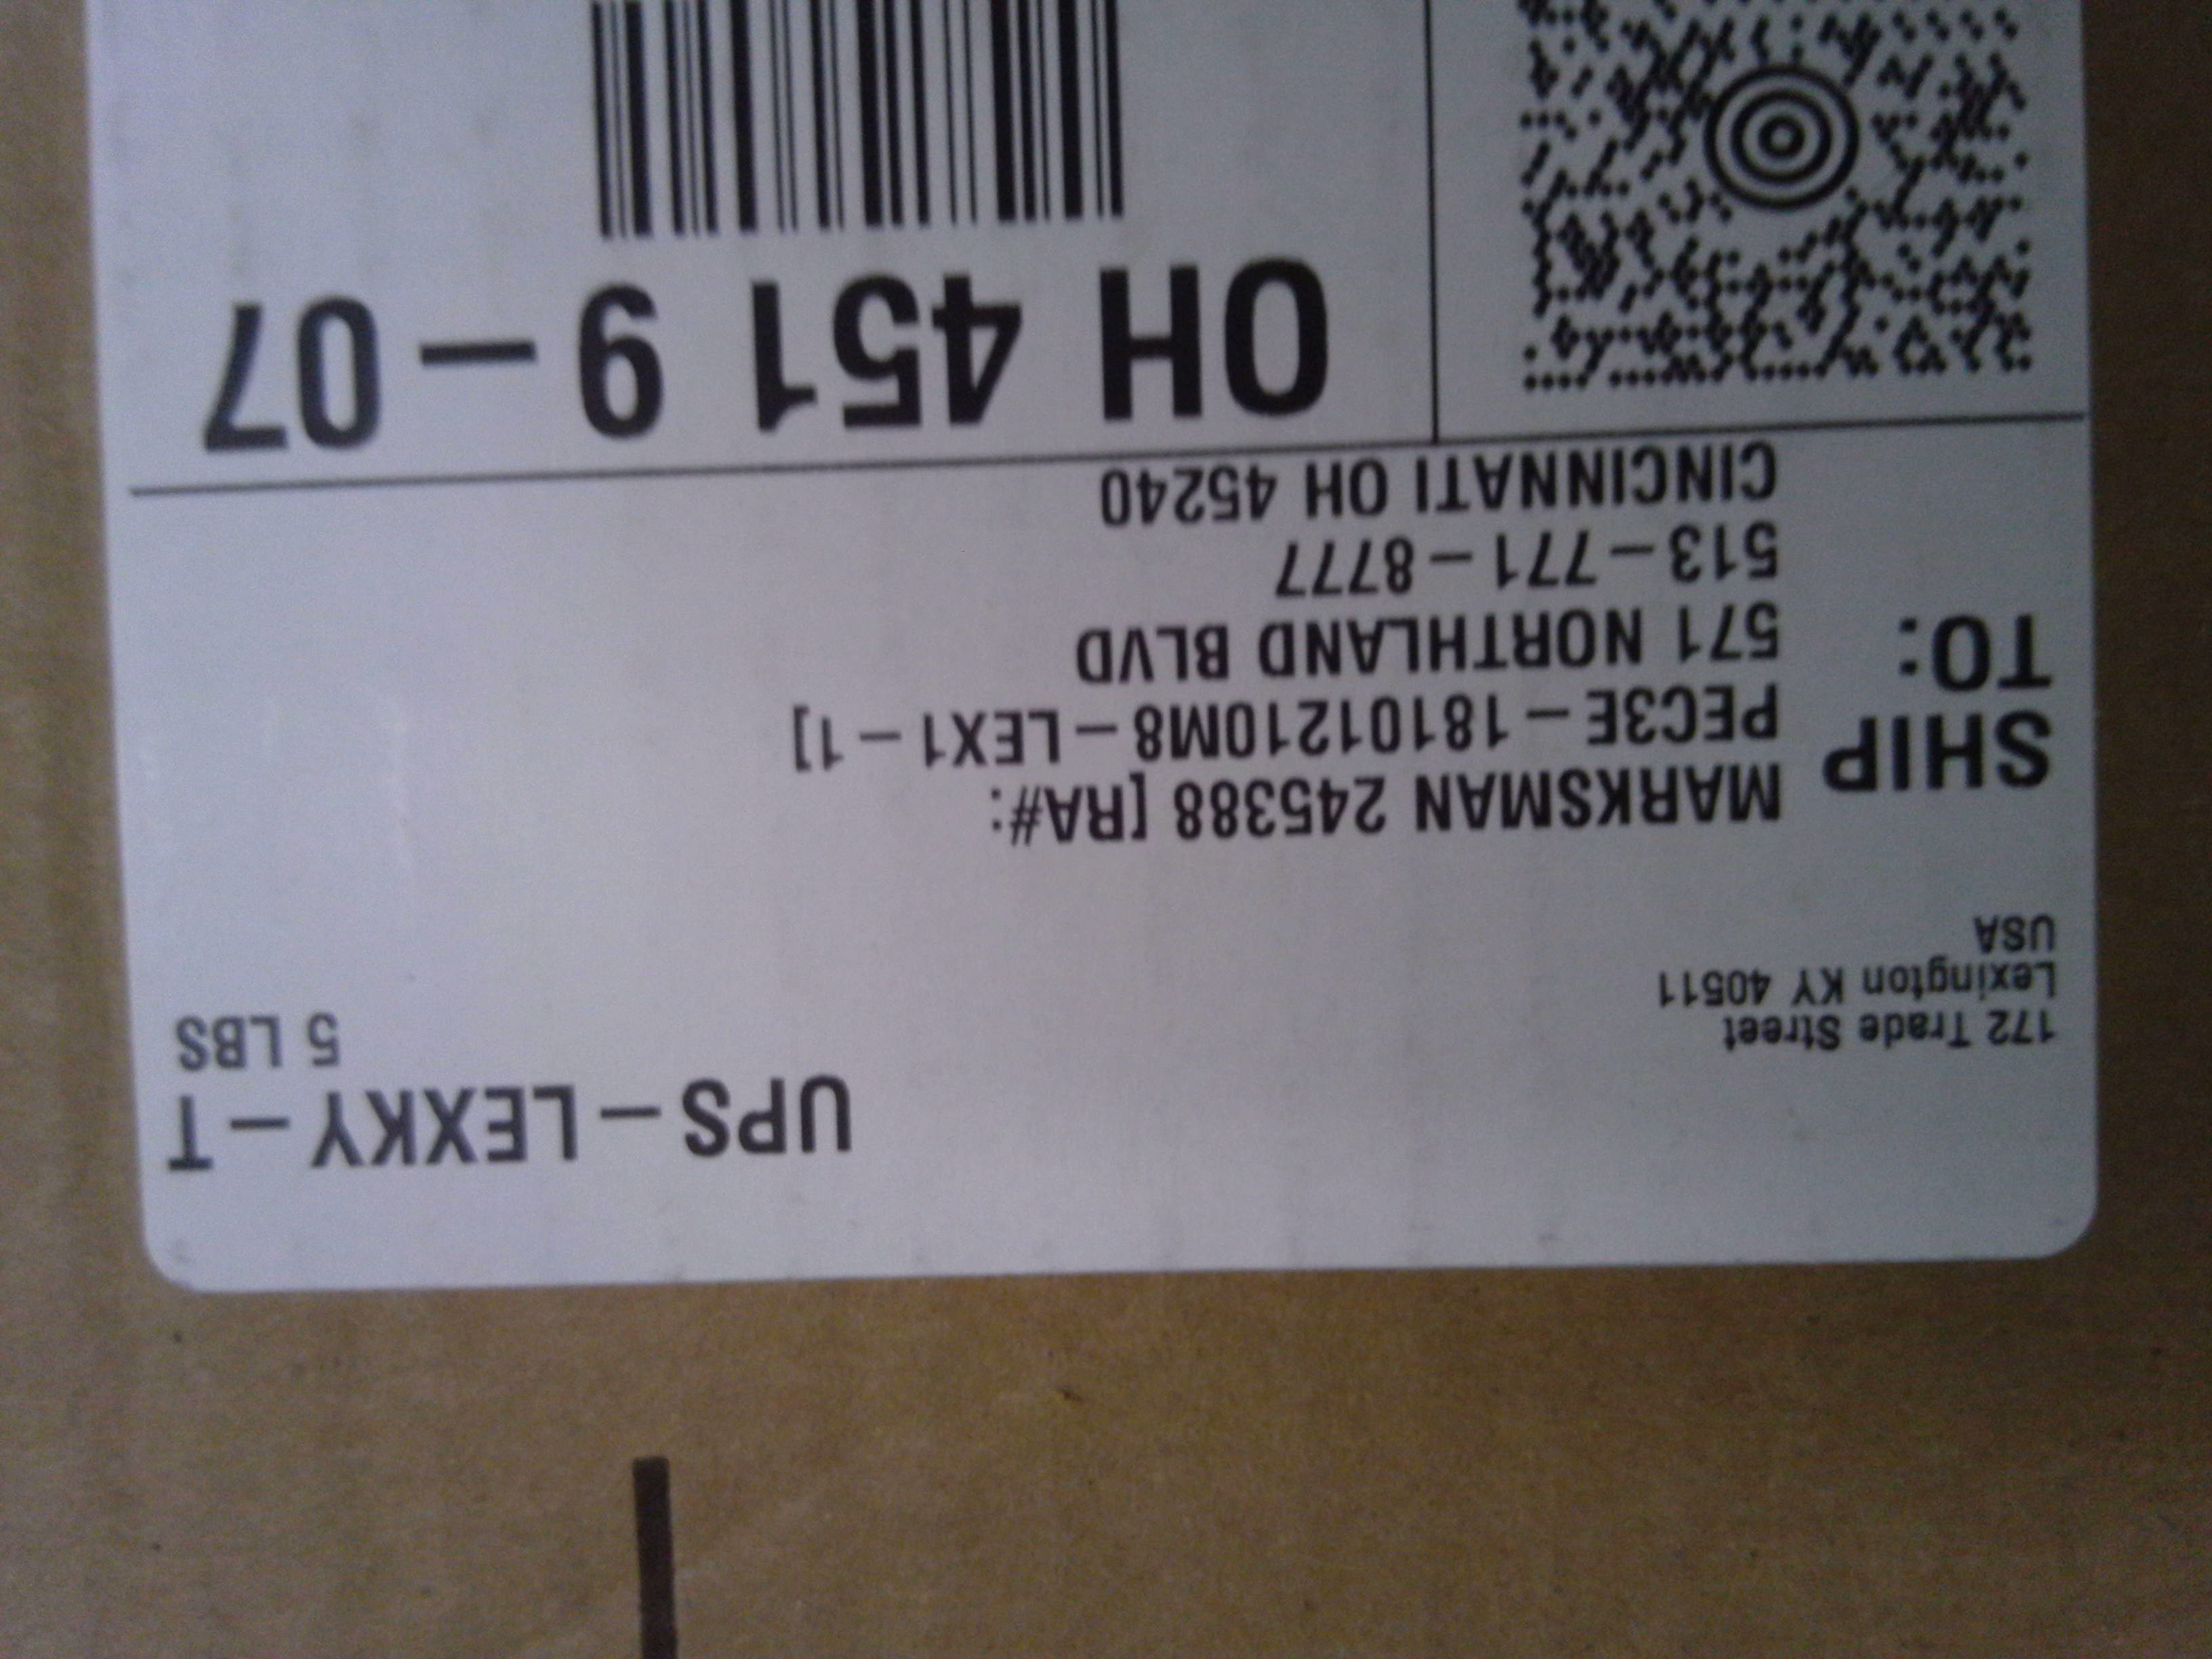 UPS-LEXKY-T
5 LBS
172 Trade Street
Lexington KY 40511
USA
SHIP
TO:
MARKSMAN 245388 [RA#:
PEC3E-18101210M8-LEX1-1]
571 NORTHLAND BLVD
513-771-8777
CINCINNATI OH 45240
OH 451 9-07